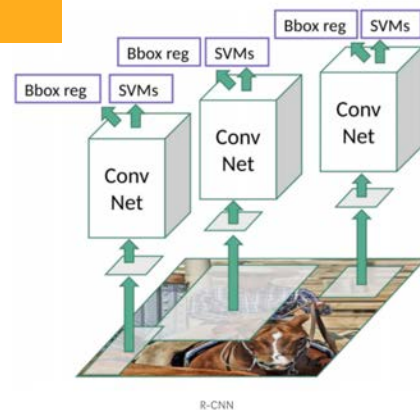 Bbox reg SVMs
Bbox reg SVMs
Bbox reg SVMs
Conv
Net
Conv
Net
Conv
Net
R-CNN